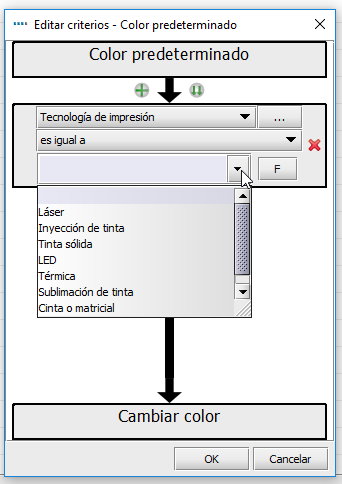 Editar criterios - Color predeterminado
Color predeterminado
Tecnología de impresión
...
es igual a
F
Láser
Inyección de tinta
Tinta sólida
LED
Térmica
Sublimación de tinta
Cinta o matricial
Cambiar color
OK
Cancelar